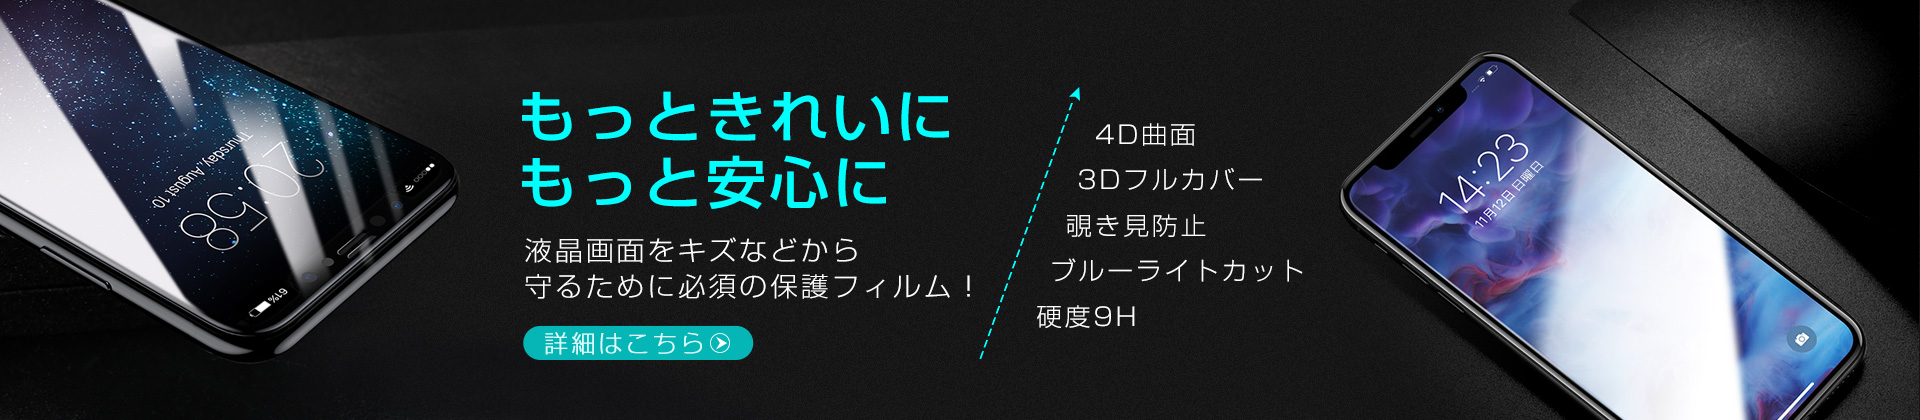 もっときれいに
もっと安心に
液晶画面をキズなどから
守るために必須の保護フィルム！
詳細はこちら
4D曲面
3Dフルカバー
覗き見防止
ブルーライトカット
硬度9H
20:58
Thursday, August 10
61%
14:23
11月12日 日曜日